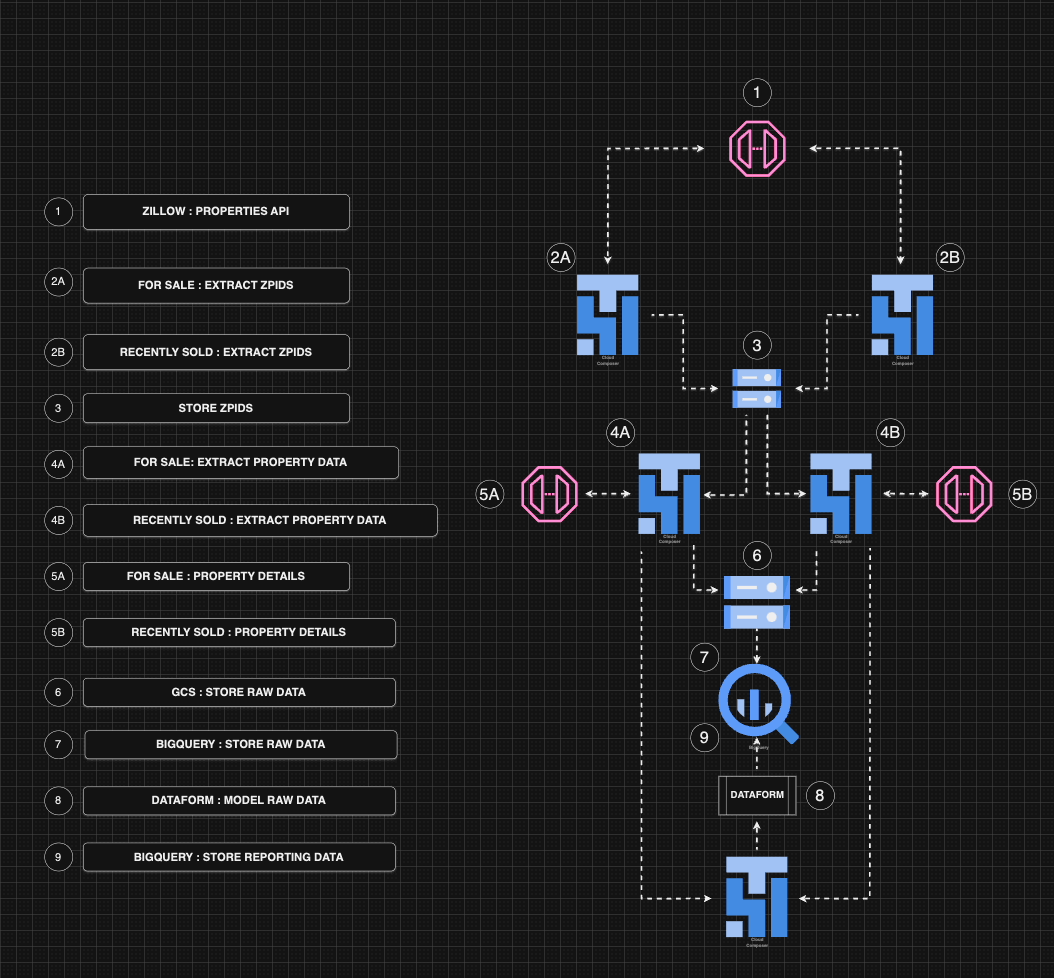 1
ZILLOW : PROPERTIES API
2A
FOR SALE : EXTRACT ZPIDS
2B
RECENTLY SOLD : EXTRACT ZPIDS
3
STORE ZPIDS
4A
FOR SALE: EXTRACT PROPERTY DATA
4B
RECENTLY SOLD : EXTRACT PROPERTY DATA
5A
FOR SALE : PROPERTY DETAILS
5B
RECENTLY SOLD : PROPERTY DETAILS
6
GCS : STORE RAW DATA
7
BIGQUERY : STORE RAW DATA
8
DATAFORM : MODEL RAW DATA
9
BIGQUERY : STORE REPORTING DATA
1
2A
2B
Cloud
Composer
Cloud
Composer
3
4A
4B
5A
5B
Cloud
Composer
Cloud
Composer
6
7
9
BigQuery
DATAFORM
8
Cloud
Composer